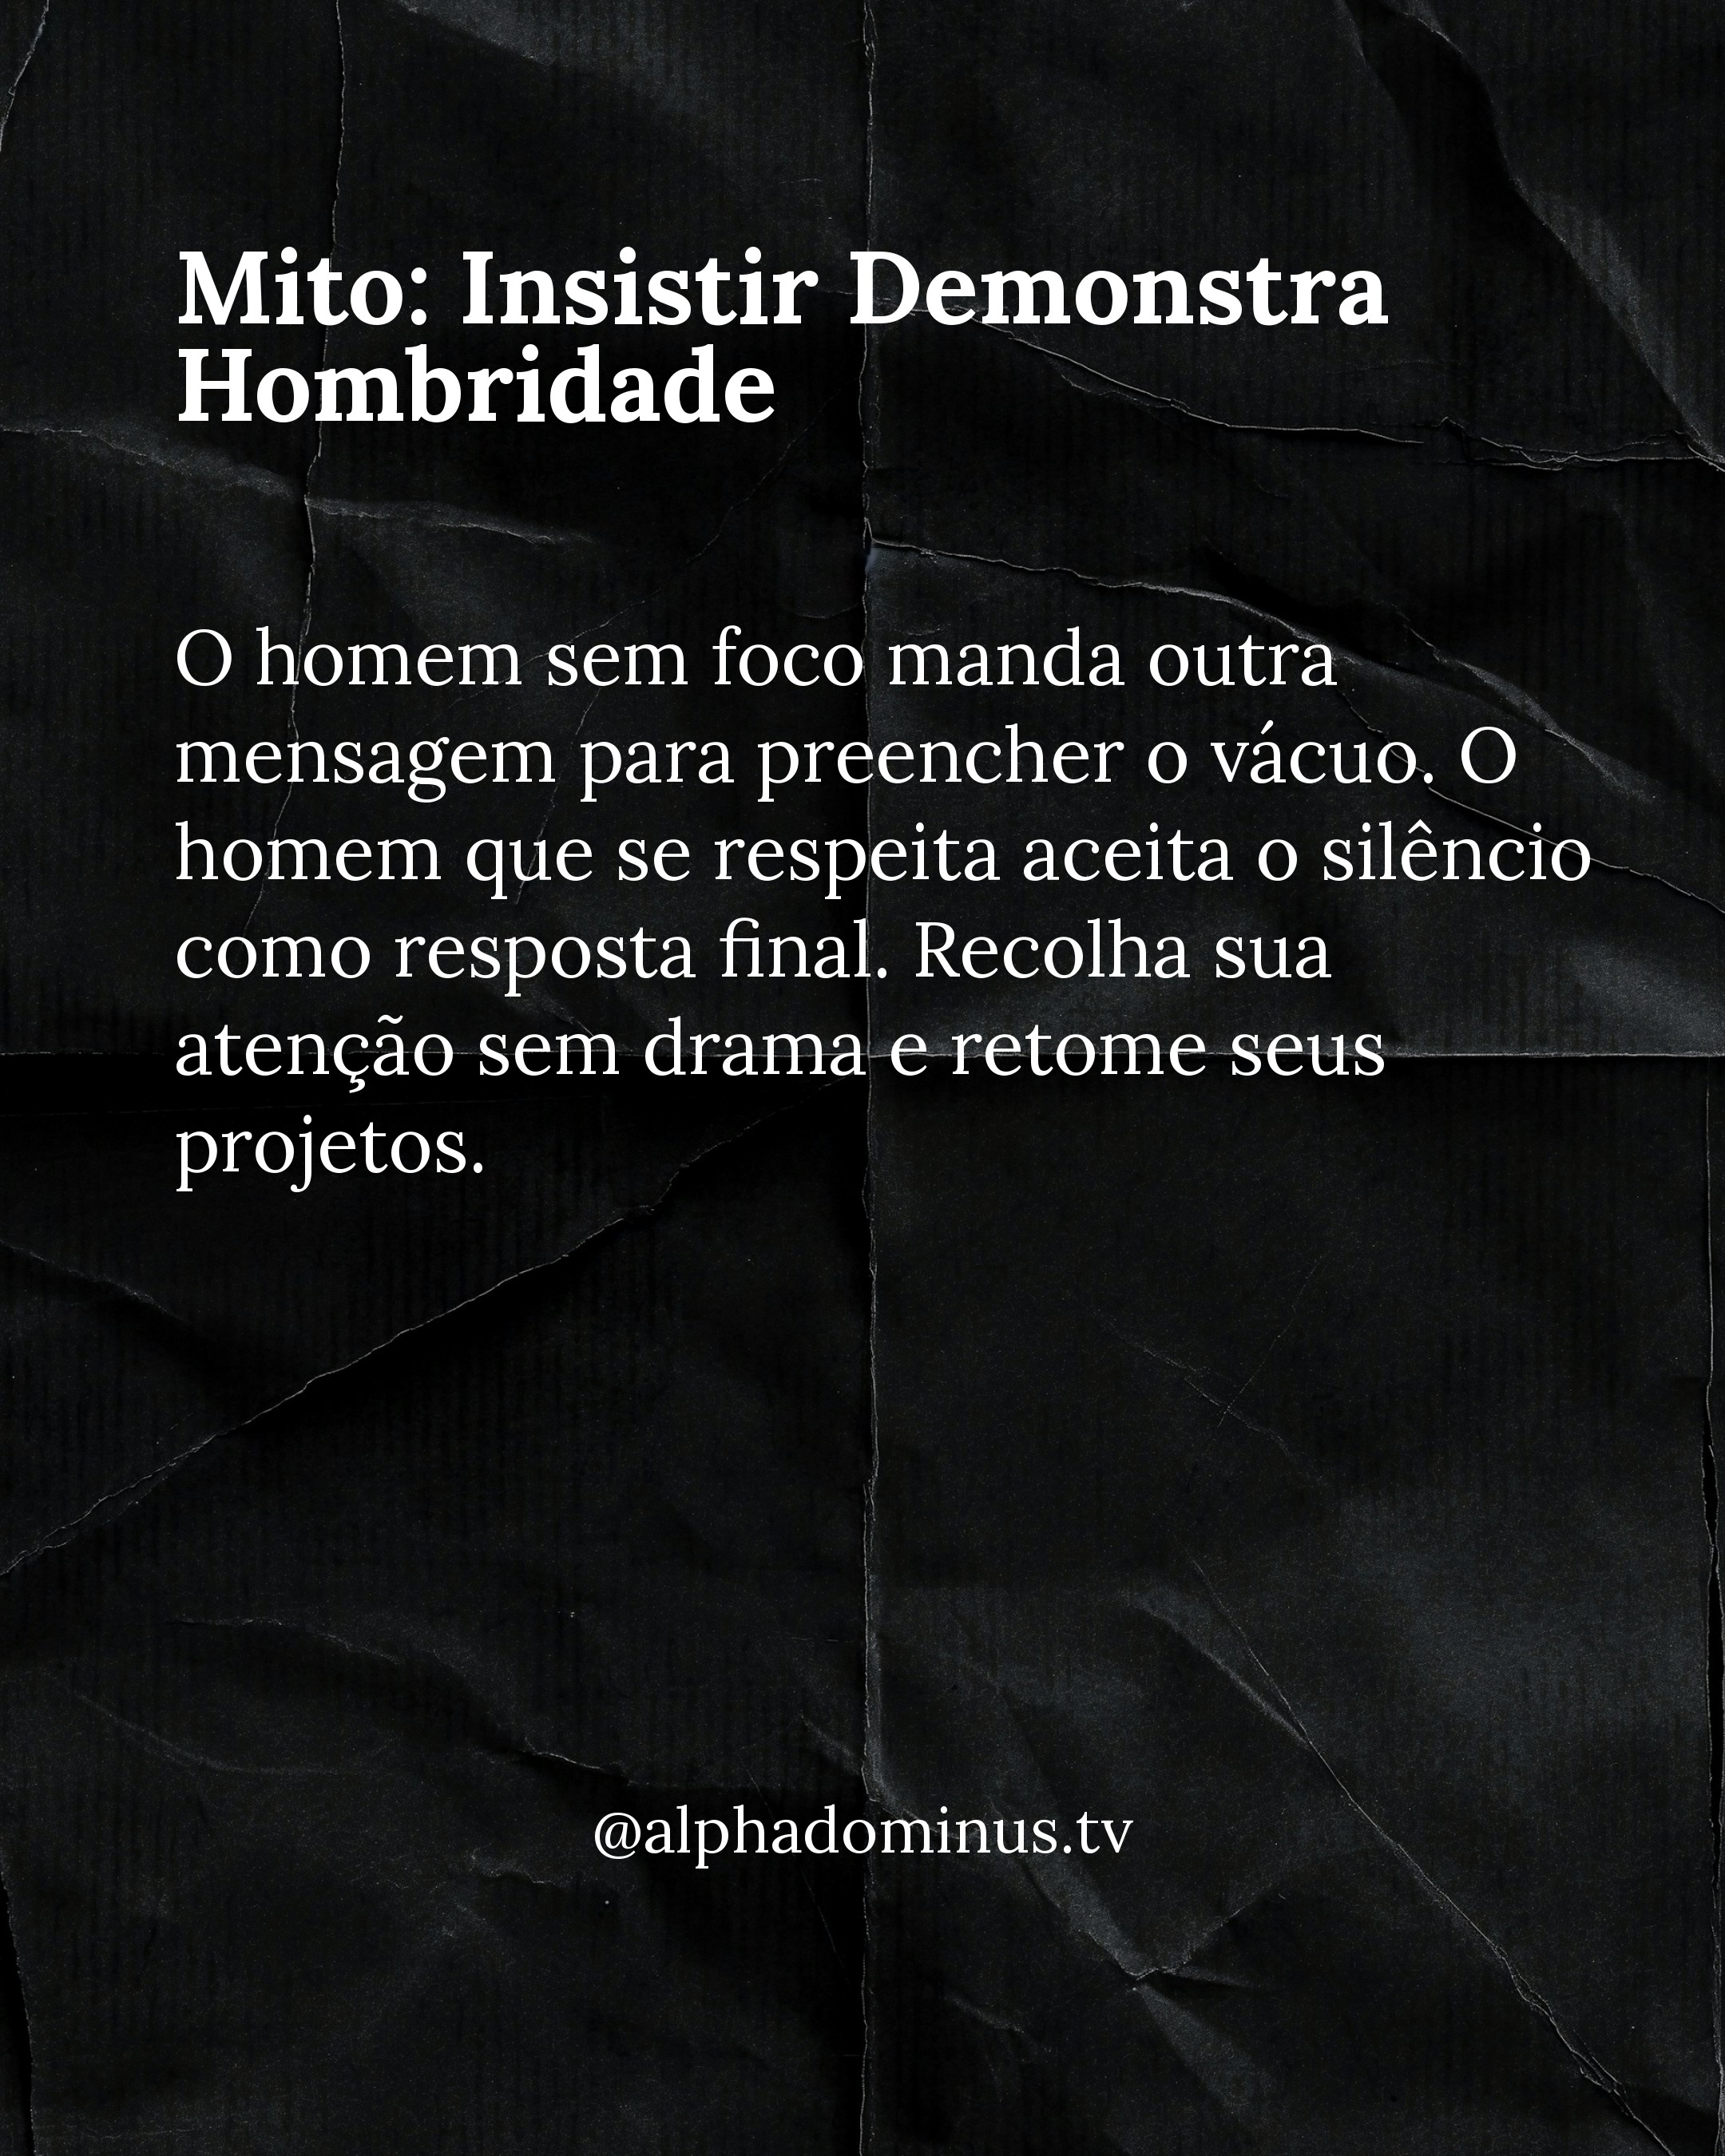 Mito: Insistir Demonstra
Hombridade
O homem sem foco manda outra
mensagem para preencher o vácuo. O
homem que se respeita aceita o silêncio
como resposta final. Recolha sua
atenção sem drama e retome seus
projetos.
@alphadominus.tv